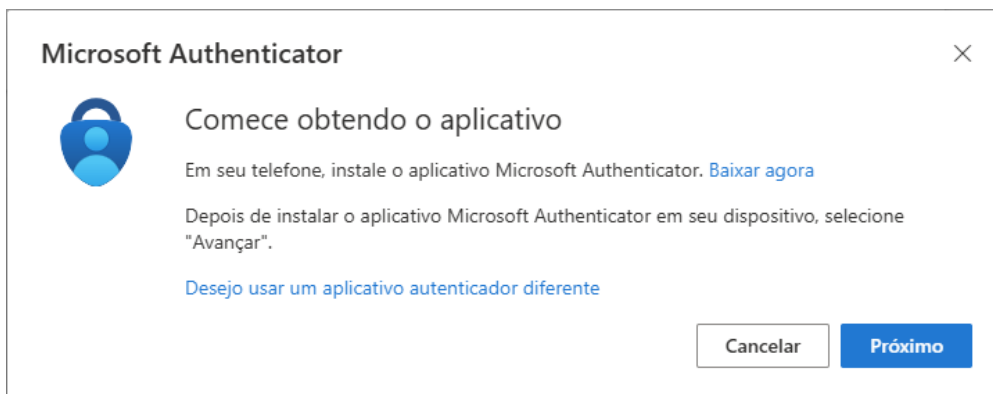 Microsoft Authenticator
Comece obtendo o aplicativo
Em seu telefone, instale o aplicativo Microsoft Authenticator. Baixar agora
Depois de instalar o aplicativo Microsoft Authenticator em seu dispositivo, selecione
"Avançar".
Desejo usar um aplicativo autenticador diferente
Cancelar Próximo